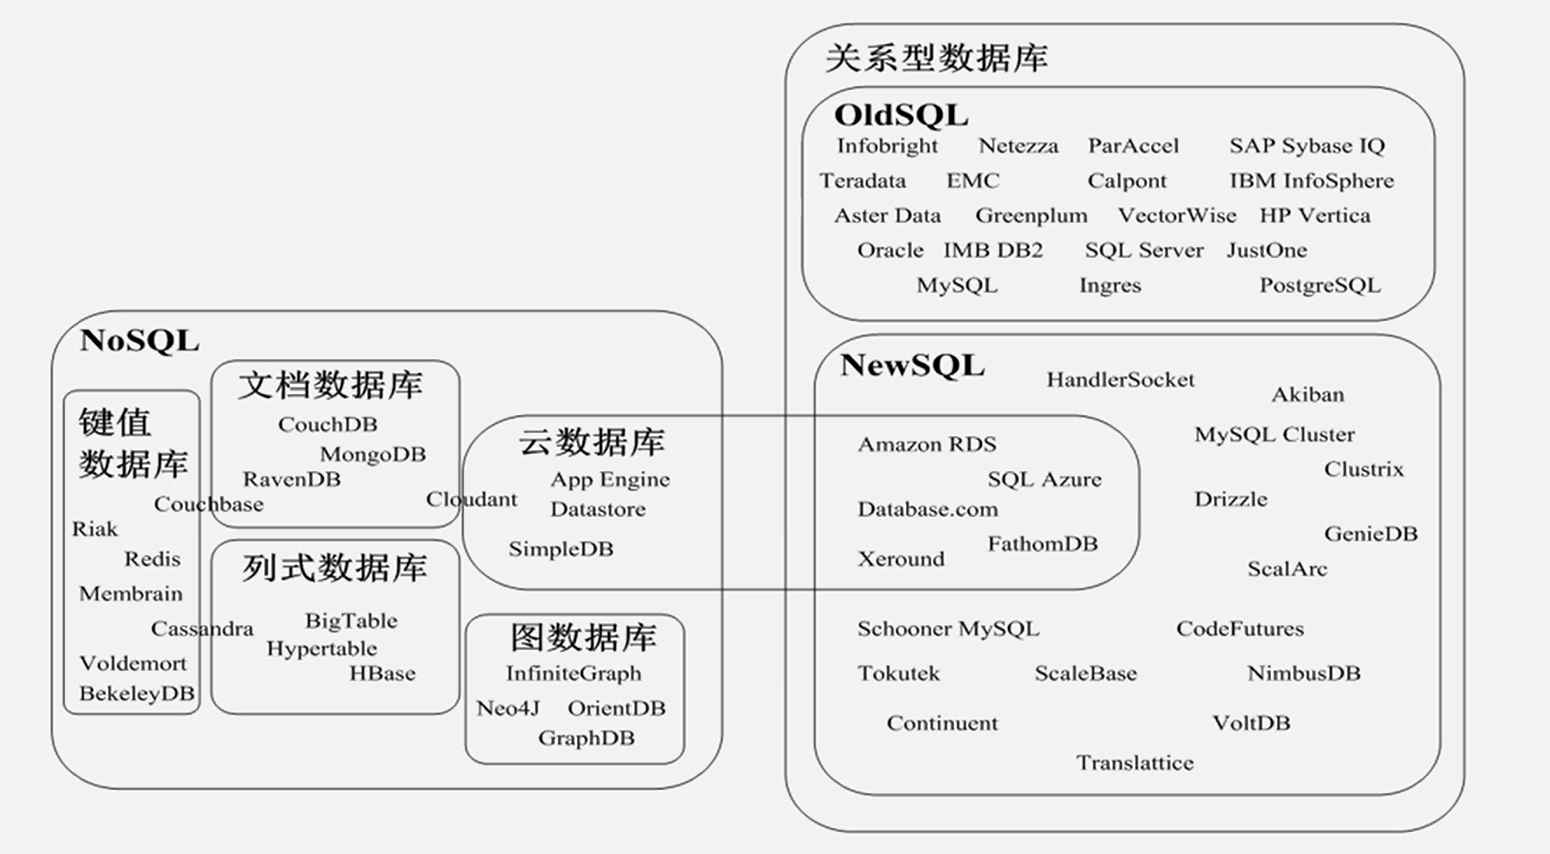 关系型数据库
OldSQL
Infobright Netezza ParAccel SAP Sybase IQ
Teradata EMC Calpont IBM InfoSphere
Aster Data Greenplum VectorWise HP Vertica
Oracle IMB DB2 SQL Server JustOne
MySQL Ingres PostgreSQL
NoSQL
键值
数据库
Couchbase
Riak
Redis
Membrain
Cassandra
Voldemort
BekeleyDB
文档数据库
CouchDB
MongoDB
RavenDB
Cloudant
列式数据库
BigTable
Hypertable
HBase
云数据库
App Engine
Datastore
SimpleDB
图数据库
InfiniteGraph
Neo4J OrientDB
GraphDB
NewSQL
HandlerSocket
Akiban
Amazon RDS
MySQL Cluster
SQL Azure
Clustrix
Database.com
Drizzle
FathomDB
GenieDB
Xeround
ScalArc
Schooner MySQL CodeFutures
Tokutek ScaleBase NimbusDB
Continuent VoltDB
Translattice